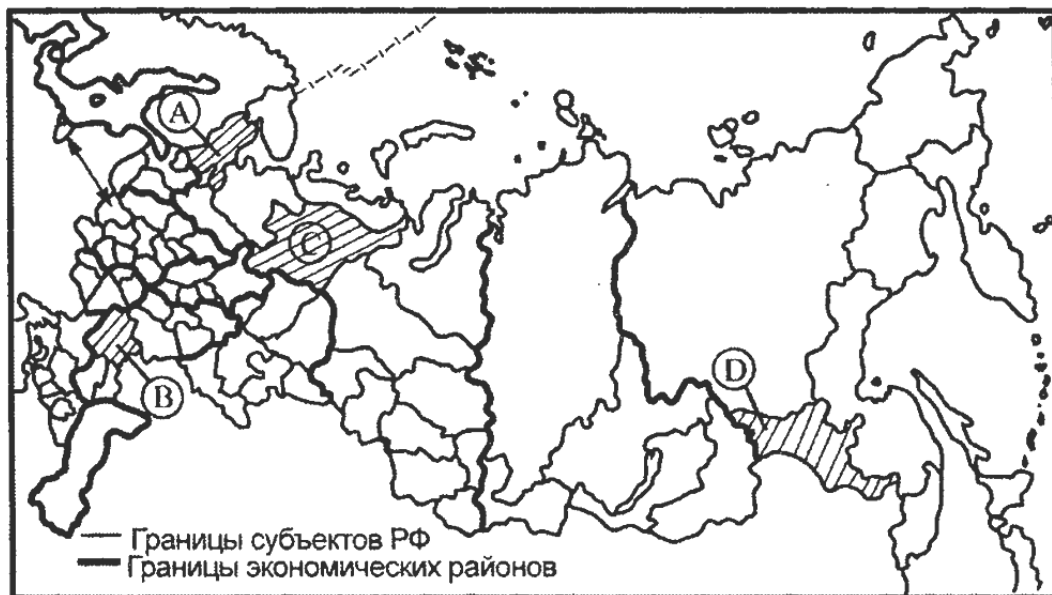 A
C
B
D
Границы субъектов РФ
Границы экономических районов